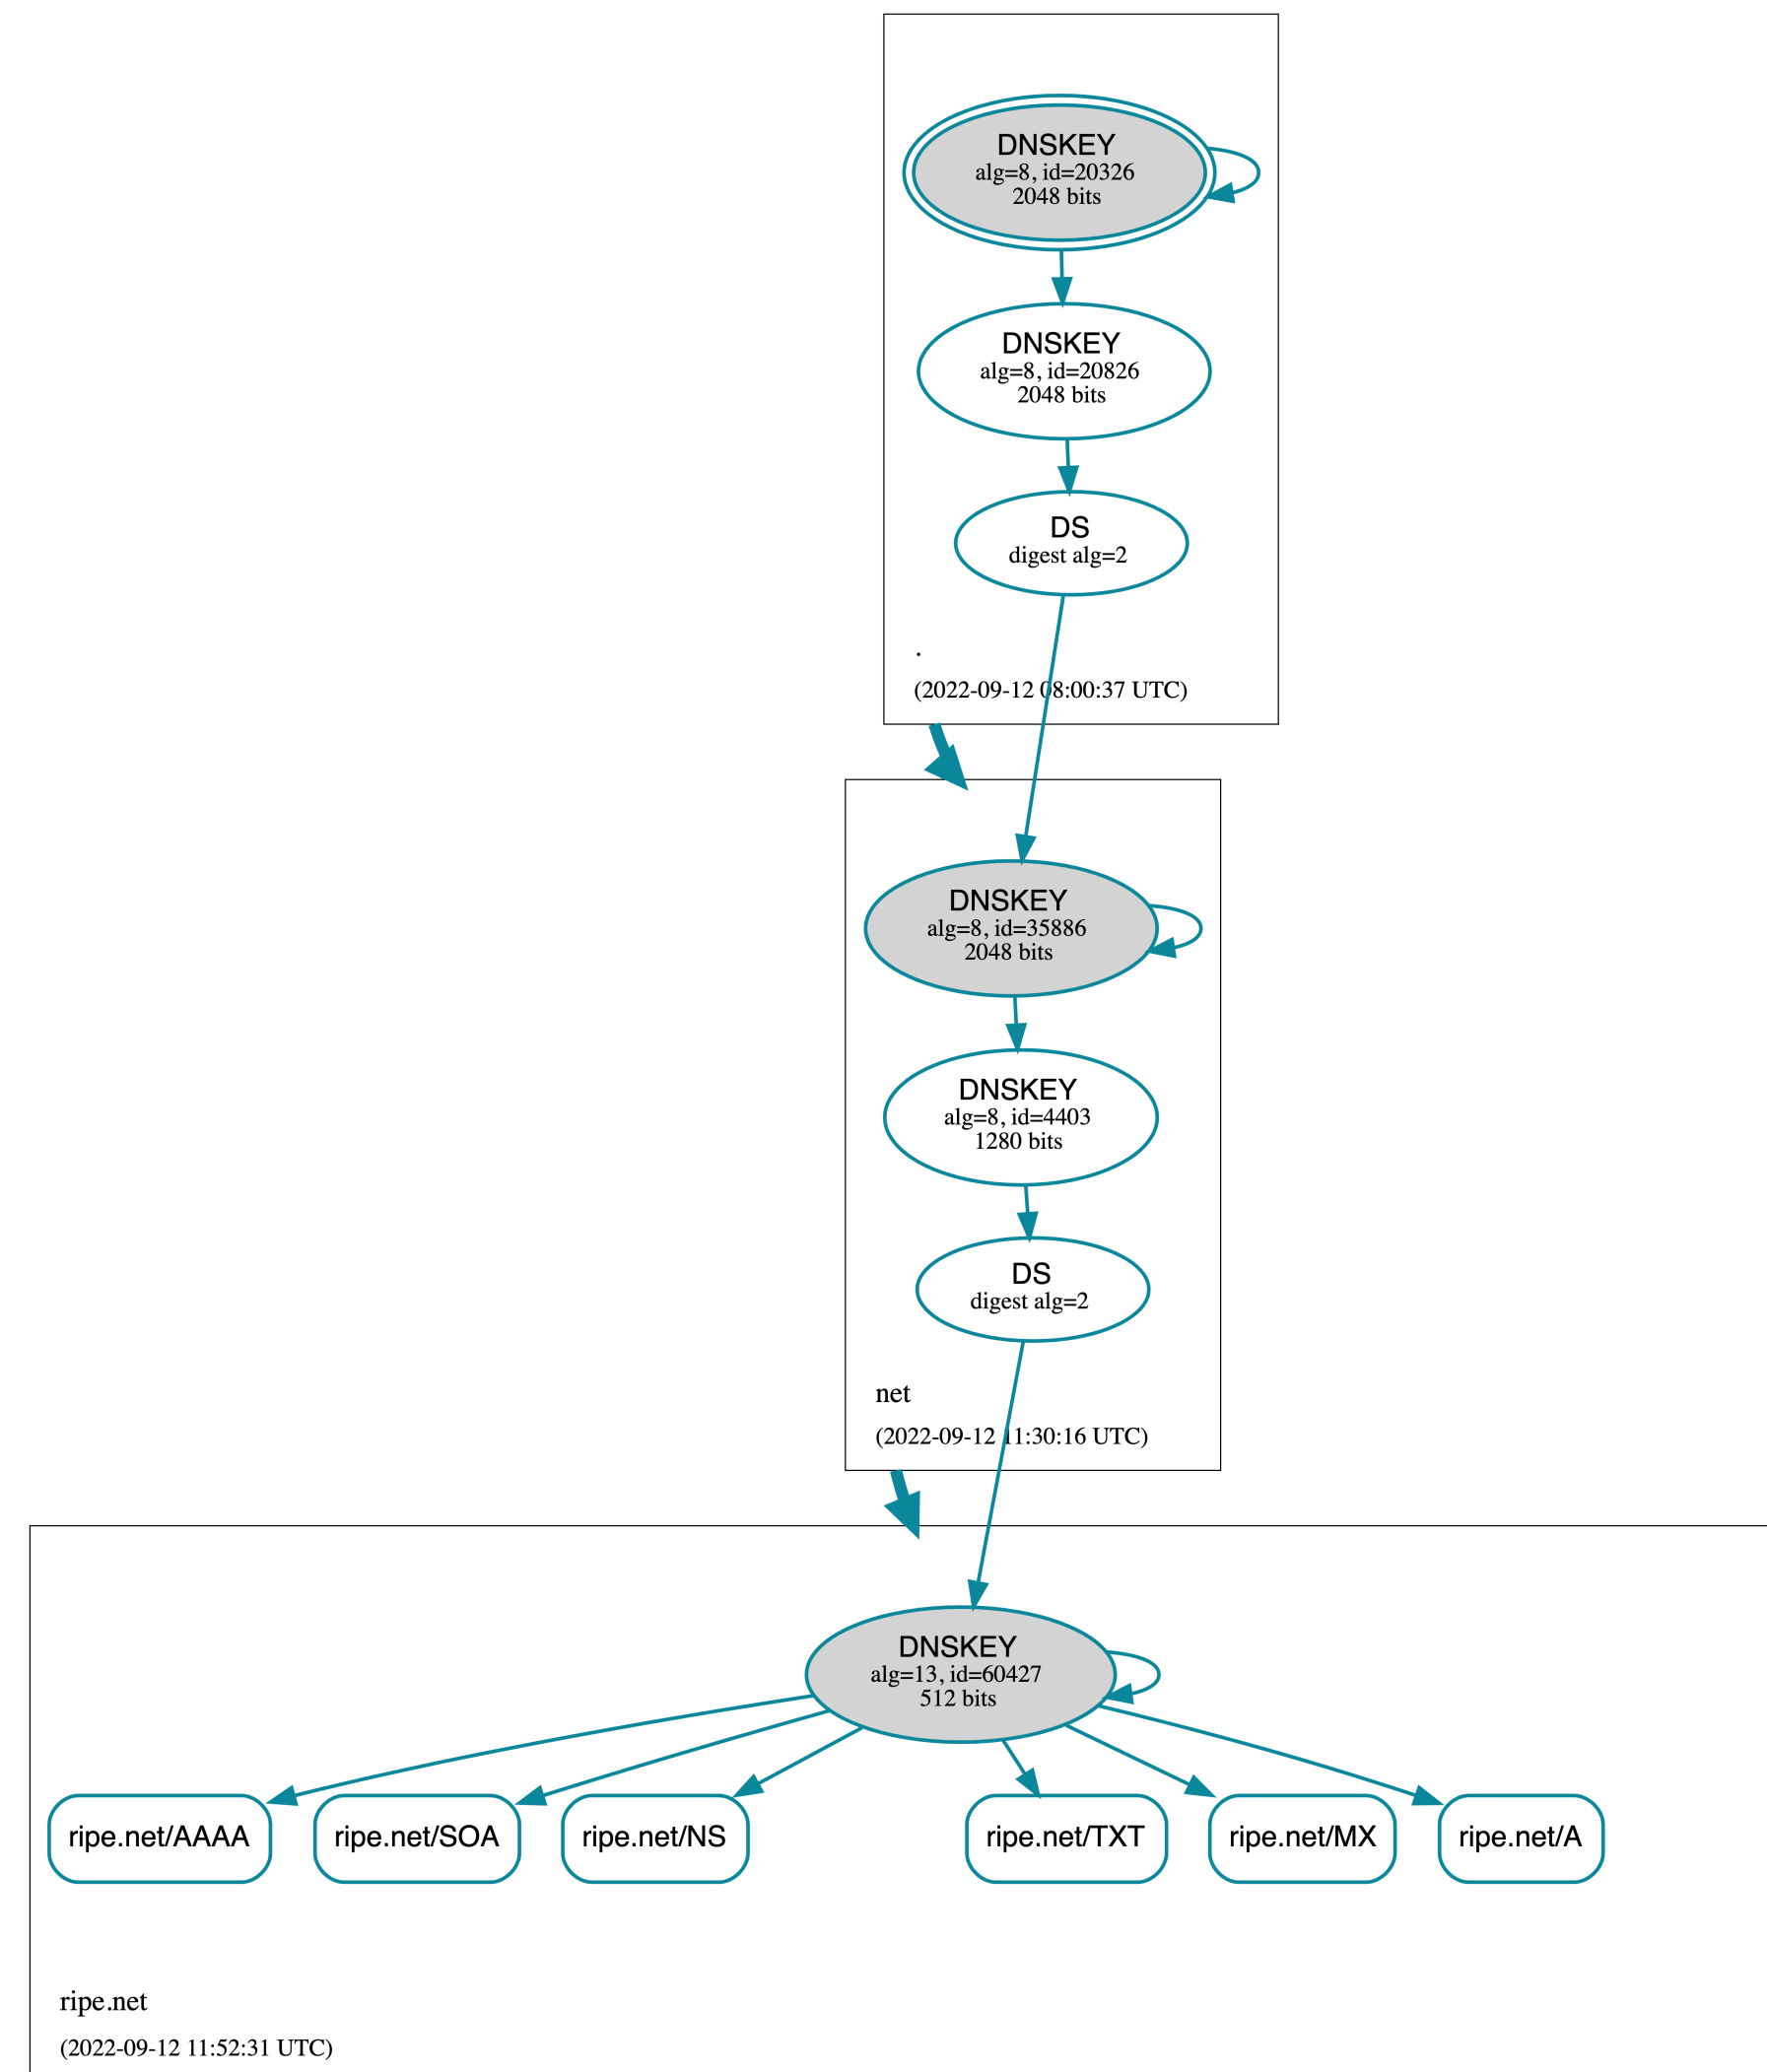 DNSKEY
alg=8, id=20326
2048 bits
DNSKEY
alg=8, id=20826
2048 bits
DS
digest alg=2
.
(2022-09-12 08:00:37 UTC)
DNSKEY
alg=8, id=35886
2048 bits
DNSKEY
alg=8, id=4403
1280 bits
DS
digest alg=2
net
(2022-09-12 11:30:16 UTC)
DNSKEY
alg=13, id=60427
512 bits
ripe.net/AAAA
ripe.net/SOA
ripe.net/NS
ripe.net/TXT
ripe.net/MX
ripe.net/A
ripe.net
(2022-09-12 11:52:31 UTC)